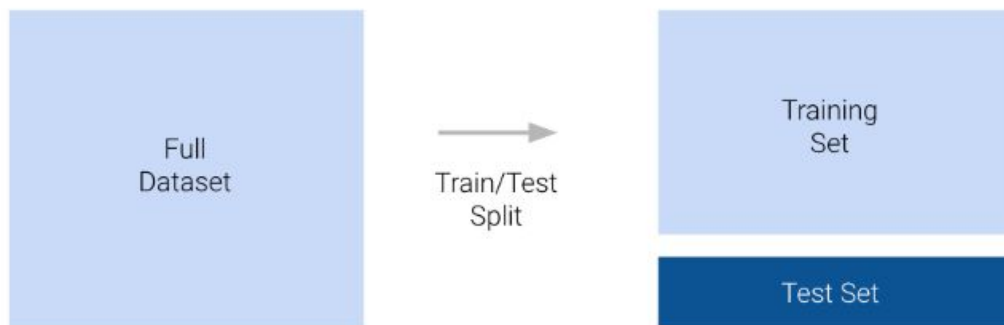 Full
Dataset
Train/Test
Split
Training
Set
Test Set